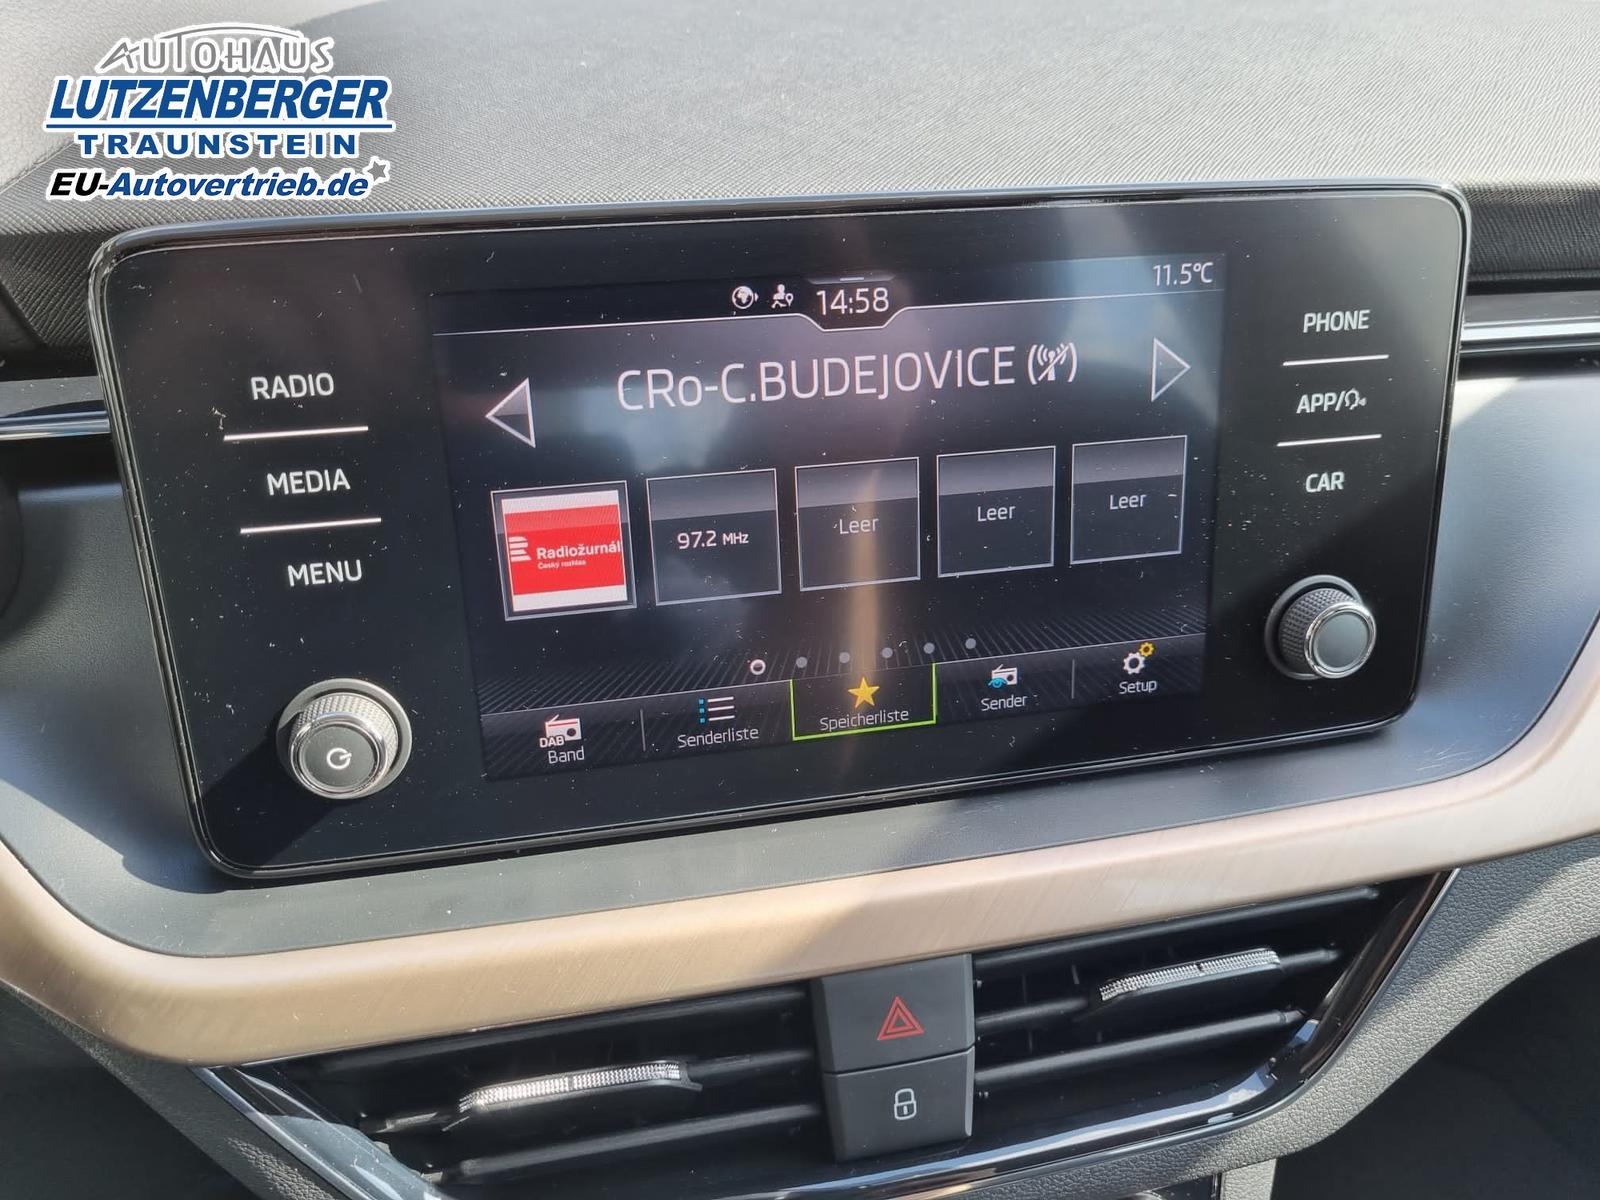 AUTOHAUS
LUTZENBERGER
TRAUNSTEIN
EU-Autovertrieb.de
14:58
11.5°C
CRo-C.BUDEJOVICE
RADIO
MEDIA
MENU
PHONE
APP/
CAR
Radiožurnál
Český rozhlas
97.2 MHz
Leer
Leer
Leer
DAB
Band
Senderliste
Speicherliste
Sender
Setup